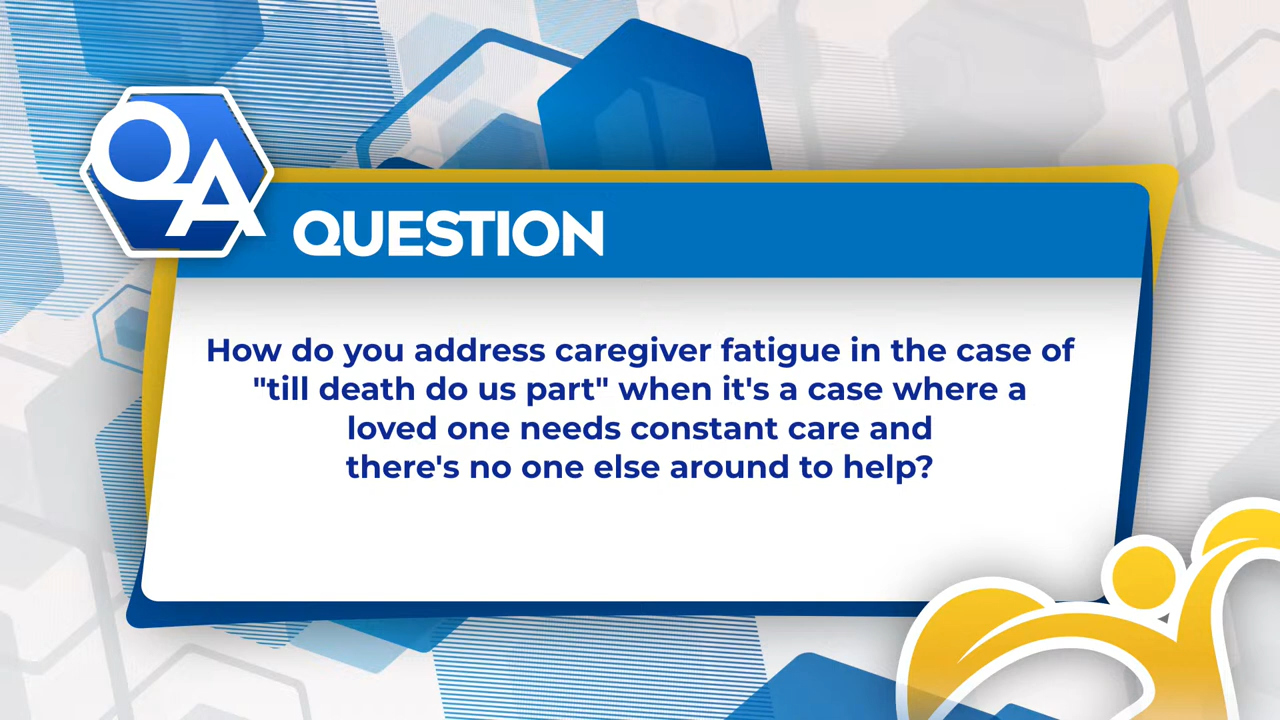 QA
QUESTION
How do you address caregiver fatigue in the case of
"till death do us part" when it's a case where a
loved one needs constant care and
there's no one else around to help?